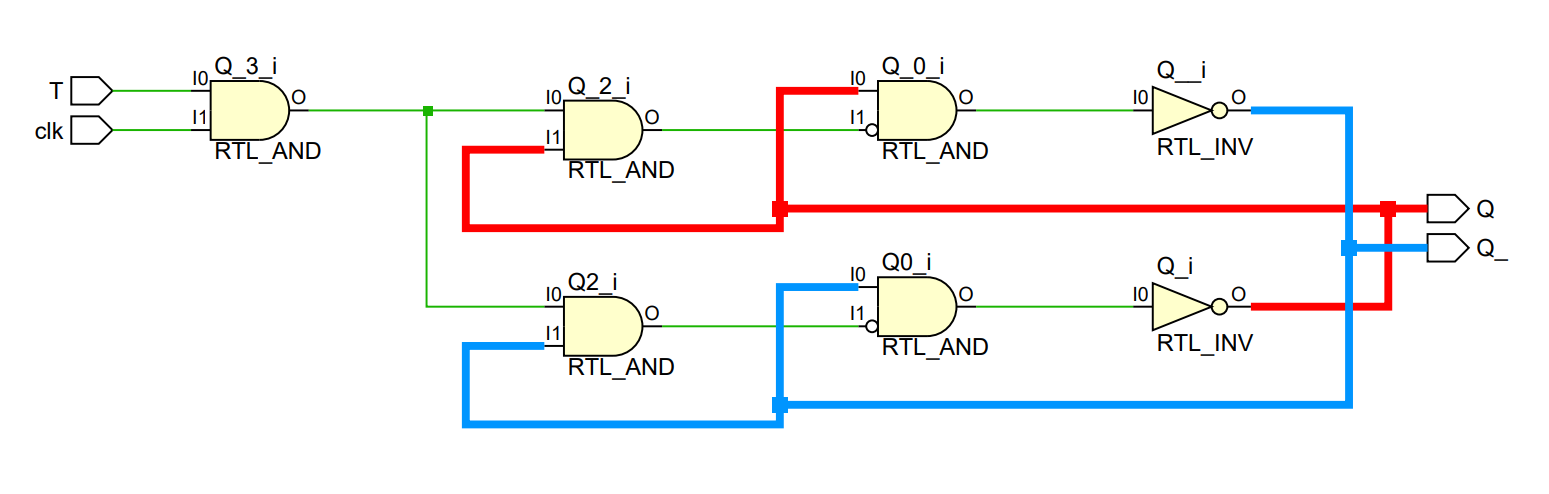 T
clk
Q_3_i
I0
I1
O
RTL_AND
Q_2_i
I0
I1
O
RTL_AND
Q_0_i
I0
I1
O
RTL_AND
Q__i
I0
O
RTL_INV
Q
Q_
Q2_i
I0
I1
O
RTL_AND
Q0_i
I0
I1
O
RTL_AND
Q_i
I0
O
RTL_INV